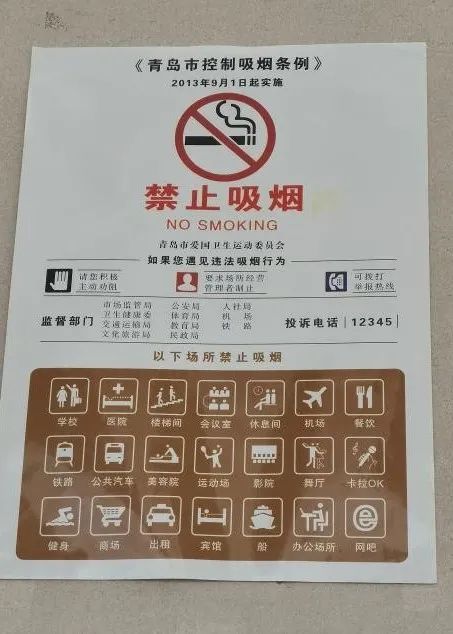 《青岛市控制吸烟条例》
2013年9月1日起实施
禁止吸烟
NO SMOKING
青岛市爱国卫生运动委员会
如果您遇见违法吸烟行为
请您积极 要求场所经营 可拨打
主动劝阻 管理者制止 举报热线
市场监管局 公安局 人社局
卫生健康委 体育局 机场
监督部门 交通运输局 教育局 铁路 投诉电话 12345
文化旅游局 民政局
以下场所禁止吸烟
学校 医院 楼梯间 会议室 休息间 机场 餐饮
铁路 公共汽车 美容院 运动场 影院 舞厅 卡拉OK
健身 商场 出租 宾馆 船 办公场所 网吧